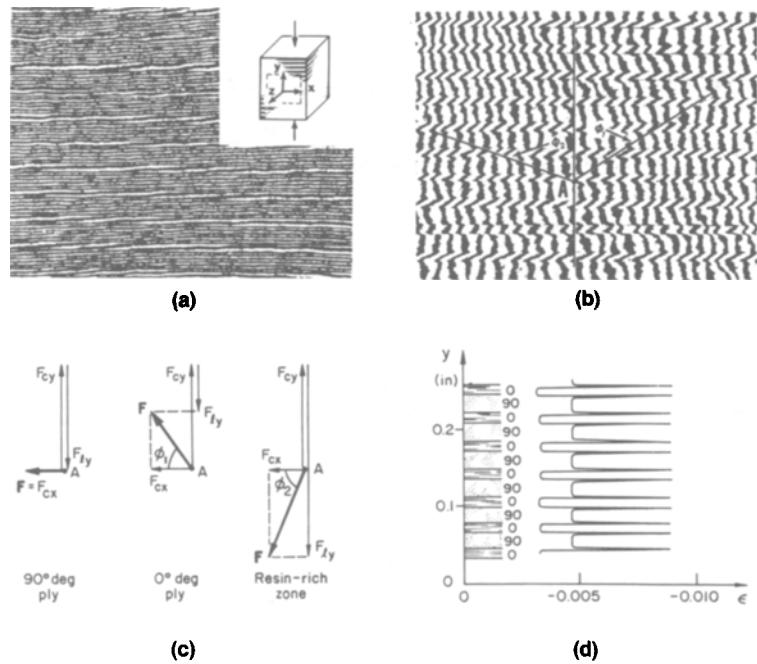 y
x
z
A
(a)
(b)
F_cy
F_ℓy
A
F = F_cx
90° deg
ply
F_cy
F_ℓy
F
ϕ₁
A
F_cx
0° deg
ply
F_cx
A
ϕ₂
F
F_ℓy
Resin-rich
zone
(c)
y
(in)
0.2
0.1
0
0
90
0
90
0
90
0
90
0
90
0
0
-0.005
-0.010
ϵ
(d)